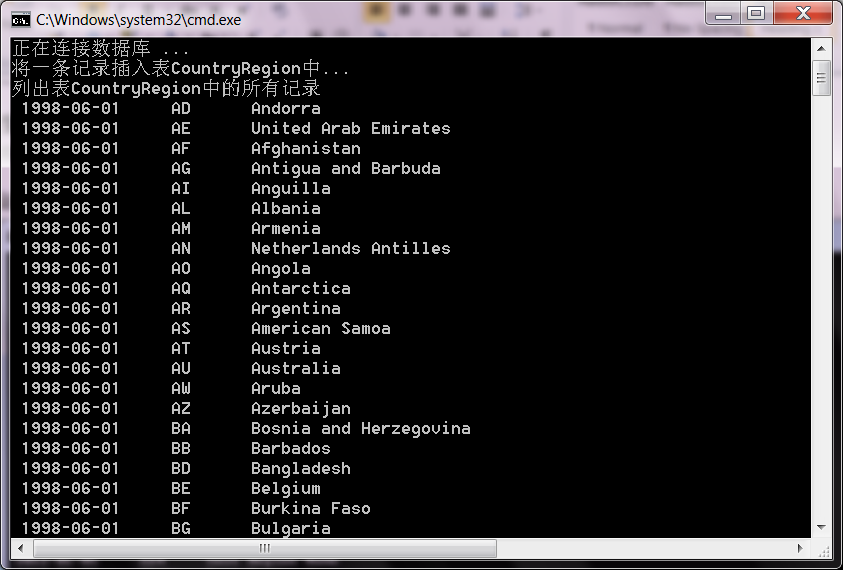 C:\Windows\system32\cmd.exe
正在连接数据库 ...
将一条记录插入表CountryRegion中...
列出表CountryRegion中的所有记录
1998-06-01 AD Andorra
1998-06-01 AE United Arab Emirates
1998-06-01 AF Afghanistan
1998-06-01 AG Antigua and Barbuda
1998-06-01 AI Anguilla
1998-06-01 AL Albania
1998-06-01 AM Armenia
1998-06-01 AN Netherlands Antilles
1998-06-01 AO Angola
1998-06-01 AQ Antarctica
1998-06-01 AR Argentina
1998-06-01 AS American Samoa
1998-06-01 AT Austria
1998-06-01 AU Australia
1998-06-01 AW Aruba
1998-06-01 AZ Azerbaijan
1998-06-01 BA Bosnia and Herzegovina
1998-06-01 BB Barbados
1998-06-01 BD Bangladesh
1998-06-01 BE Belgium
1998-06-01 BF Burkina Faso
1998-06-01 BG Bulgaria